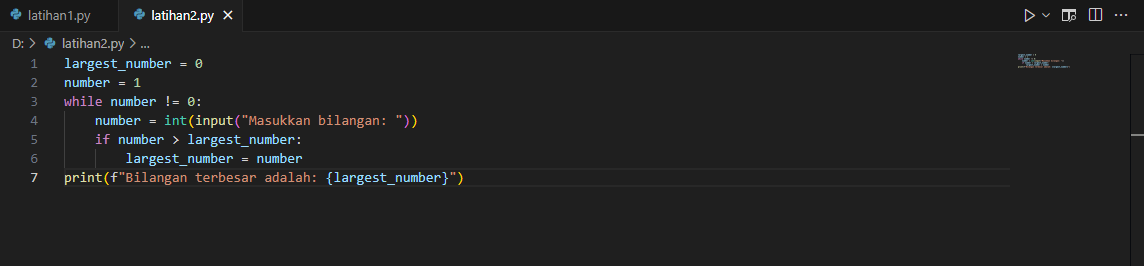 latihan1.py latihan2.py
D: > latihan2.py > ...
1 largest_number = 0
2 number = 1
3 while number != 0:
4     number = int(input("Masukkan bilangan: "))
5     if number > largest_number:
6         largest_number = number
7 print(f"Bilangan terbesar adalah: {largest_number}")